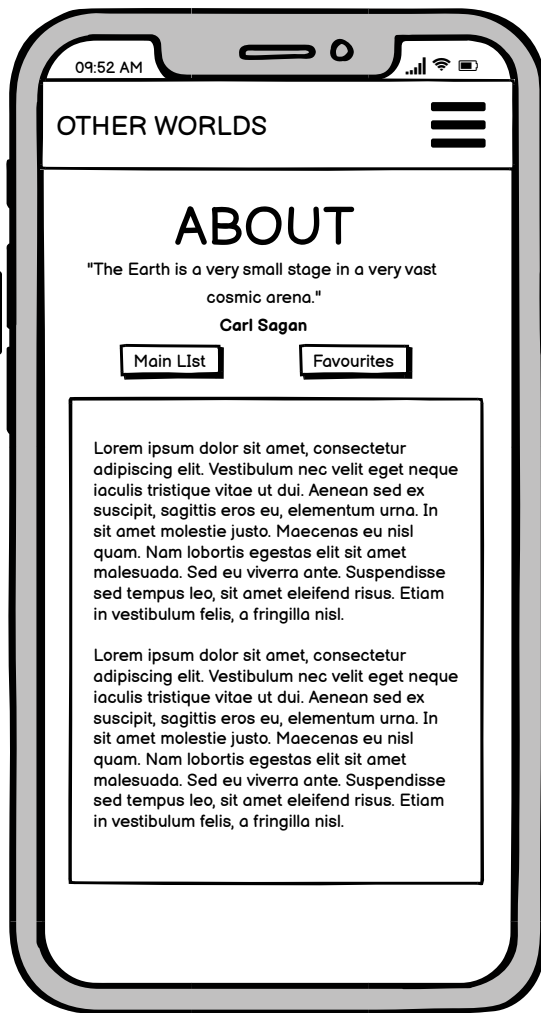 09:52 AM
OTHER WORLDS
ABOUT
"The Earth is a very small stage in a very vast
cosmic arena."
Carl Sagan
Main LIst
Favourites
Lorem ipsum dolor sit amet, consectetur
adipiscing elit. Vestibulum nec velit eget neque
iaculis tristique vitae ut dui. Aenean sed ex
suscipit, sagittis eros eu, elementum urna. In
sit amet molestie justo. Maecenas eu nisl
quam. Nam lobortis egestas elit sit amet
malesuada. Sed eu viverra ante. Suspendisse
sed tempus leo, sit amet eleifend risus. Etiam
in vestibulum felis, a fringilla nisl.
Lorem ipsum dolor sit amet, consectetur
adipiscing elit. Vestibulum nec velit eget neque
iaculis tristique vitae ut dui. Aenean sed ex
suscipit, sagittis eros eu, elementum urna. In
sit amet molestie justo. Maecenas eu nisl
quam. Nam lobortis egestas elit sit amet
malesuada. Sed eu viverra ante. Suspendisse
sed tempus leo, sit amet eleifend risus. Etiam
in vestibulum felis, a fringilla nisl.